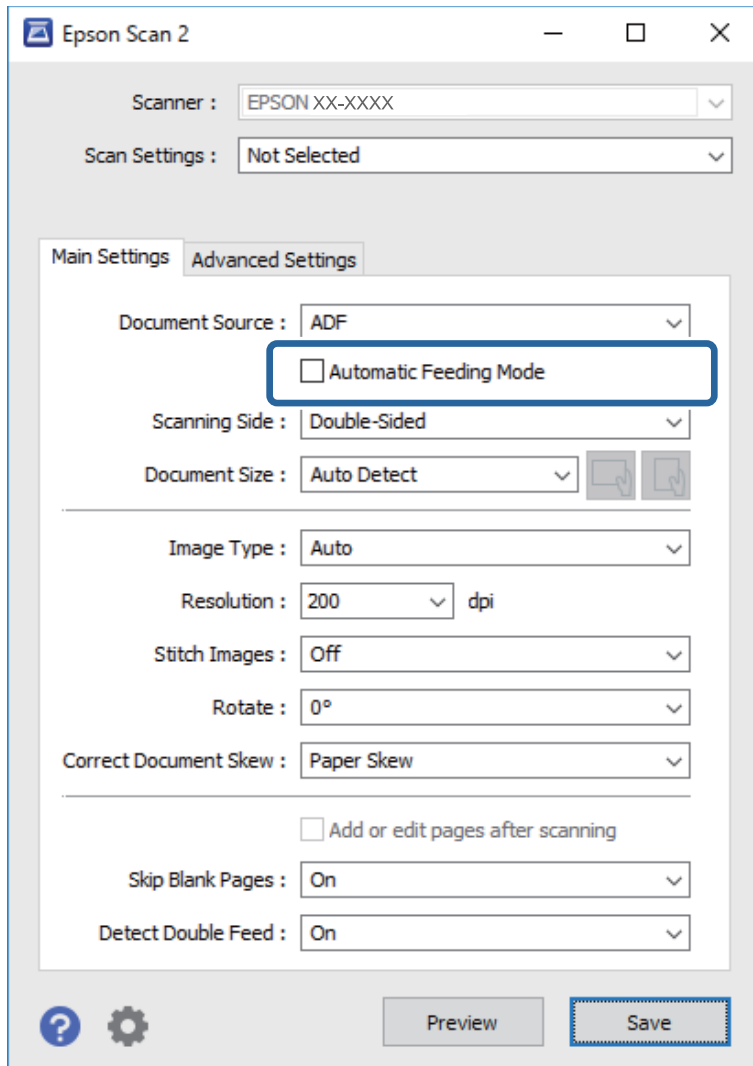 Epson Scan 2
Scanner : EPSON XX-XXXX
Scan Settings : Not Selected
Main Settings Advanced Settings
Document Source : ADF
Automatic Feeding Mode
Scanning Side : Double-Sided
Document Size : Auto Detect
Image Type : Auto
Resolution : 200 dpi
Stitch Images : Off
Rotate : 0°
Correct Document Skew : Paper Skew
Add or edit pages after scanning
Skip Blank Pages : On
Detect Double Feed : On
? Preview Save